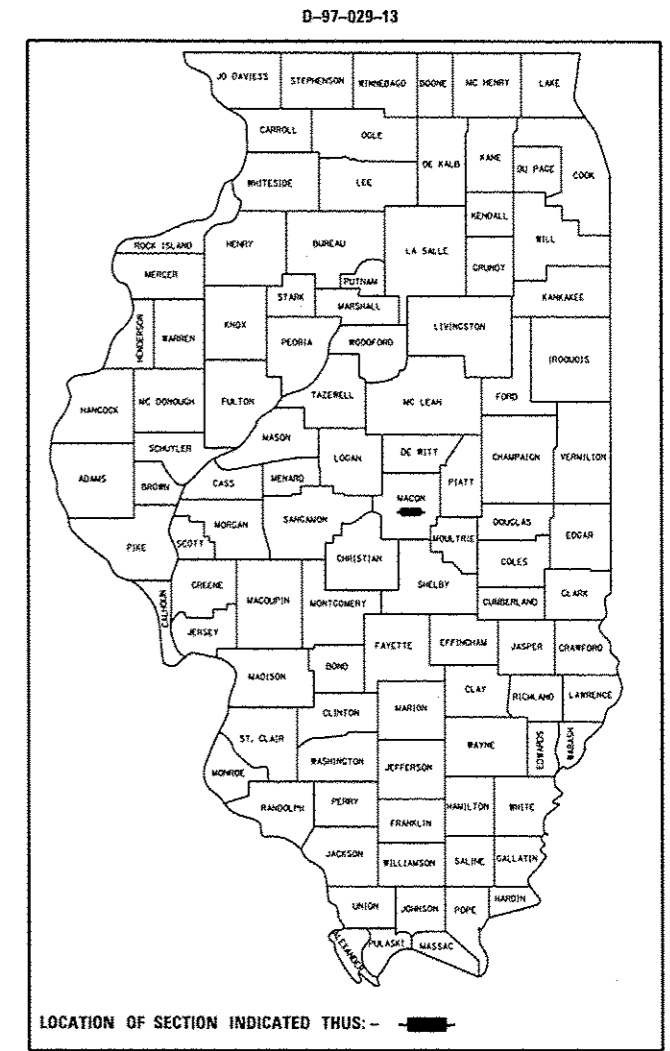 D-97-029-13
JO DAVIESS STEPHENSON WINNEBAGO BOONE MC HENRY LAKE
CARROLL OGLE
DE KALB KANE DU PAGE COOK
WHITESIDE LEE
KENDALL WILL
ROCK ISLAND HENRY BUREAU LA SALLE
MERCER PUTNAM GRUNDY
STARK MARSHALL KANKAKEE
HENDERSON WARREN KNOX PEORIA WOODFORD LIVINGSTON IROQUOIS
HANCOCK MC DONOUGH FULTON TAZEWELL MC LEAN FORD
MASON
SCHUYLER LOGAN DE WITT CHAMPAIGN VERMILION
ADAMS BROWN CASS MENARD MACON PIATT
PIKE SCOTT MORGAN SANGAMON MOULTRIE DOUGLAS EDGAR
CHRISTIAN COLES
CALHOUN GREENE MACOUPIN MONTGOMERY SHELBY CUMBERLAND CLARK
JERSEY FAYETTE EFFINGHAM JASPER CRAWFORD
MADISON BOND CLAY RICHLAND LAWRENCE
CLINTON MARION
ST. CLAIR WAYNE EDWARDS WABASH
MONROE WASHINGTON JEFFERSON
RANDOLPH PERRY HAMILTON WHITE
FRANKLIN
JACKSON WILLIAMSON SALINE GALLATIN
UNION JOHNSON POPE HARDIN
ALEXANDER PULASKI MASSAC
LOCATION OF SECTION INDICATED THUS: -